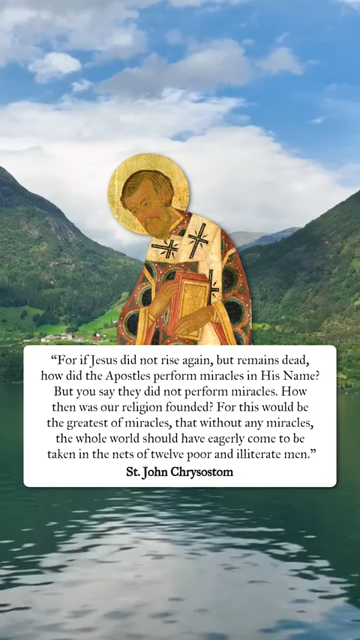 “For if Jesus did not rise again, but remains dead,
how did the Apostles perform miracles in His Name?
But you say they did not perform miracles. How
then was our religion founded? For this would be
the greatest of miracles, that without any miracles,
the whole world should have eagerly come to be
taken in the nets of twelve poor and illiterate men.”
St. John Chrysostom